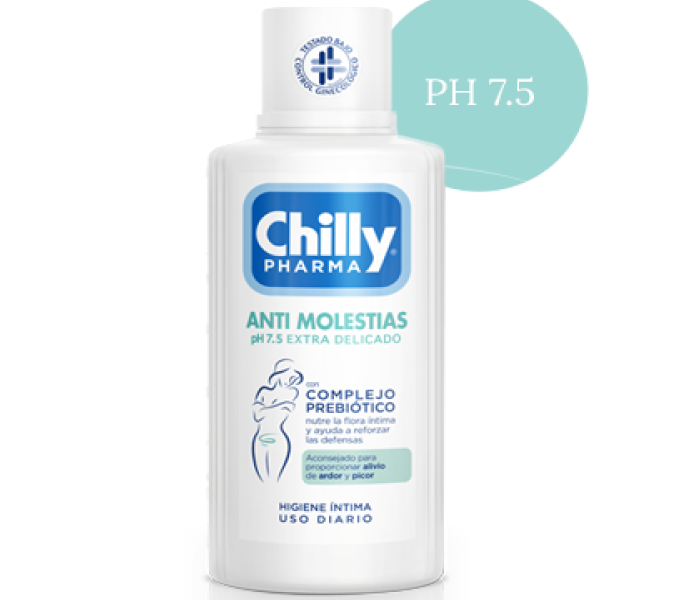 TESTADO BAJO
CONTROL GINECOLÓGICO
PH 7.5
Chilly®
PHARMA
ANTI MOLESTIAS
pH 7.5 EXTRA DELICADO
con
COMPLEJO
PREBIÓTICO
nutre la flora íntima
y ayuda a reforzar
las defensas
Aconsejado para
proporcionar alivio
de ardor y picor
HIGIENE ÍNTIMA
USO DIARIO